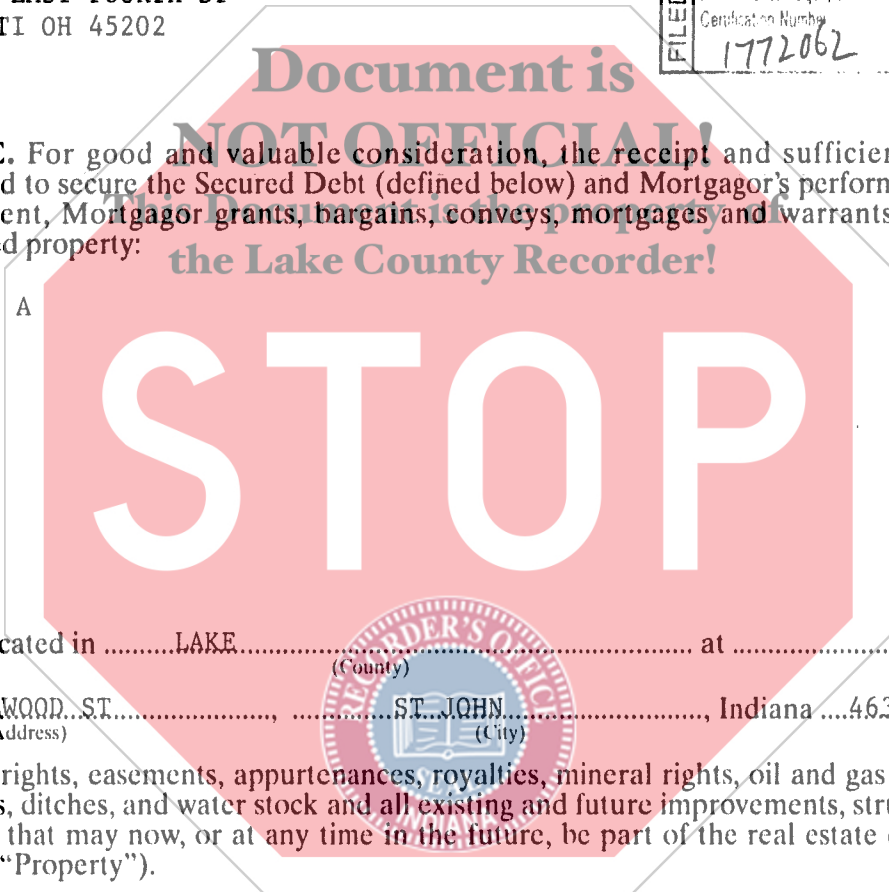 TI OH 45202
FILED
Certification Number
1772062
Document is
NOT OFFICIAL!
This Document is the property of
the Lake County Recorder!
For good and valuable consideration, the receipt and sufficien
d to secure the Secured Debt (defined below) and Mortgagor's perform
ent, Mortgagor grants, bargains, conveys, mortgages and warrants
d property:
A
STOP
cated in ..........LAKE.......... at ..........
(County)
WOOD ST.........., ..........ST JOHN.........., Indiana ....463
ddress) (City)
RECORDER'S OFFICE
SEAL
INDIANA
rights, easements, appurtenances, royalties, mineral rights, oil and gas
s, ditches, and water stock and all existing and future improvements, stru
that may now, or at any time in the future, be part of the real estate
"Property").